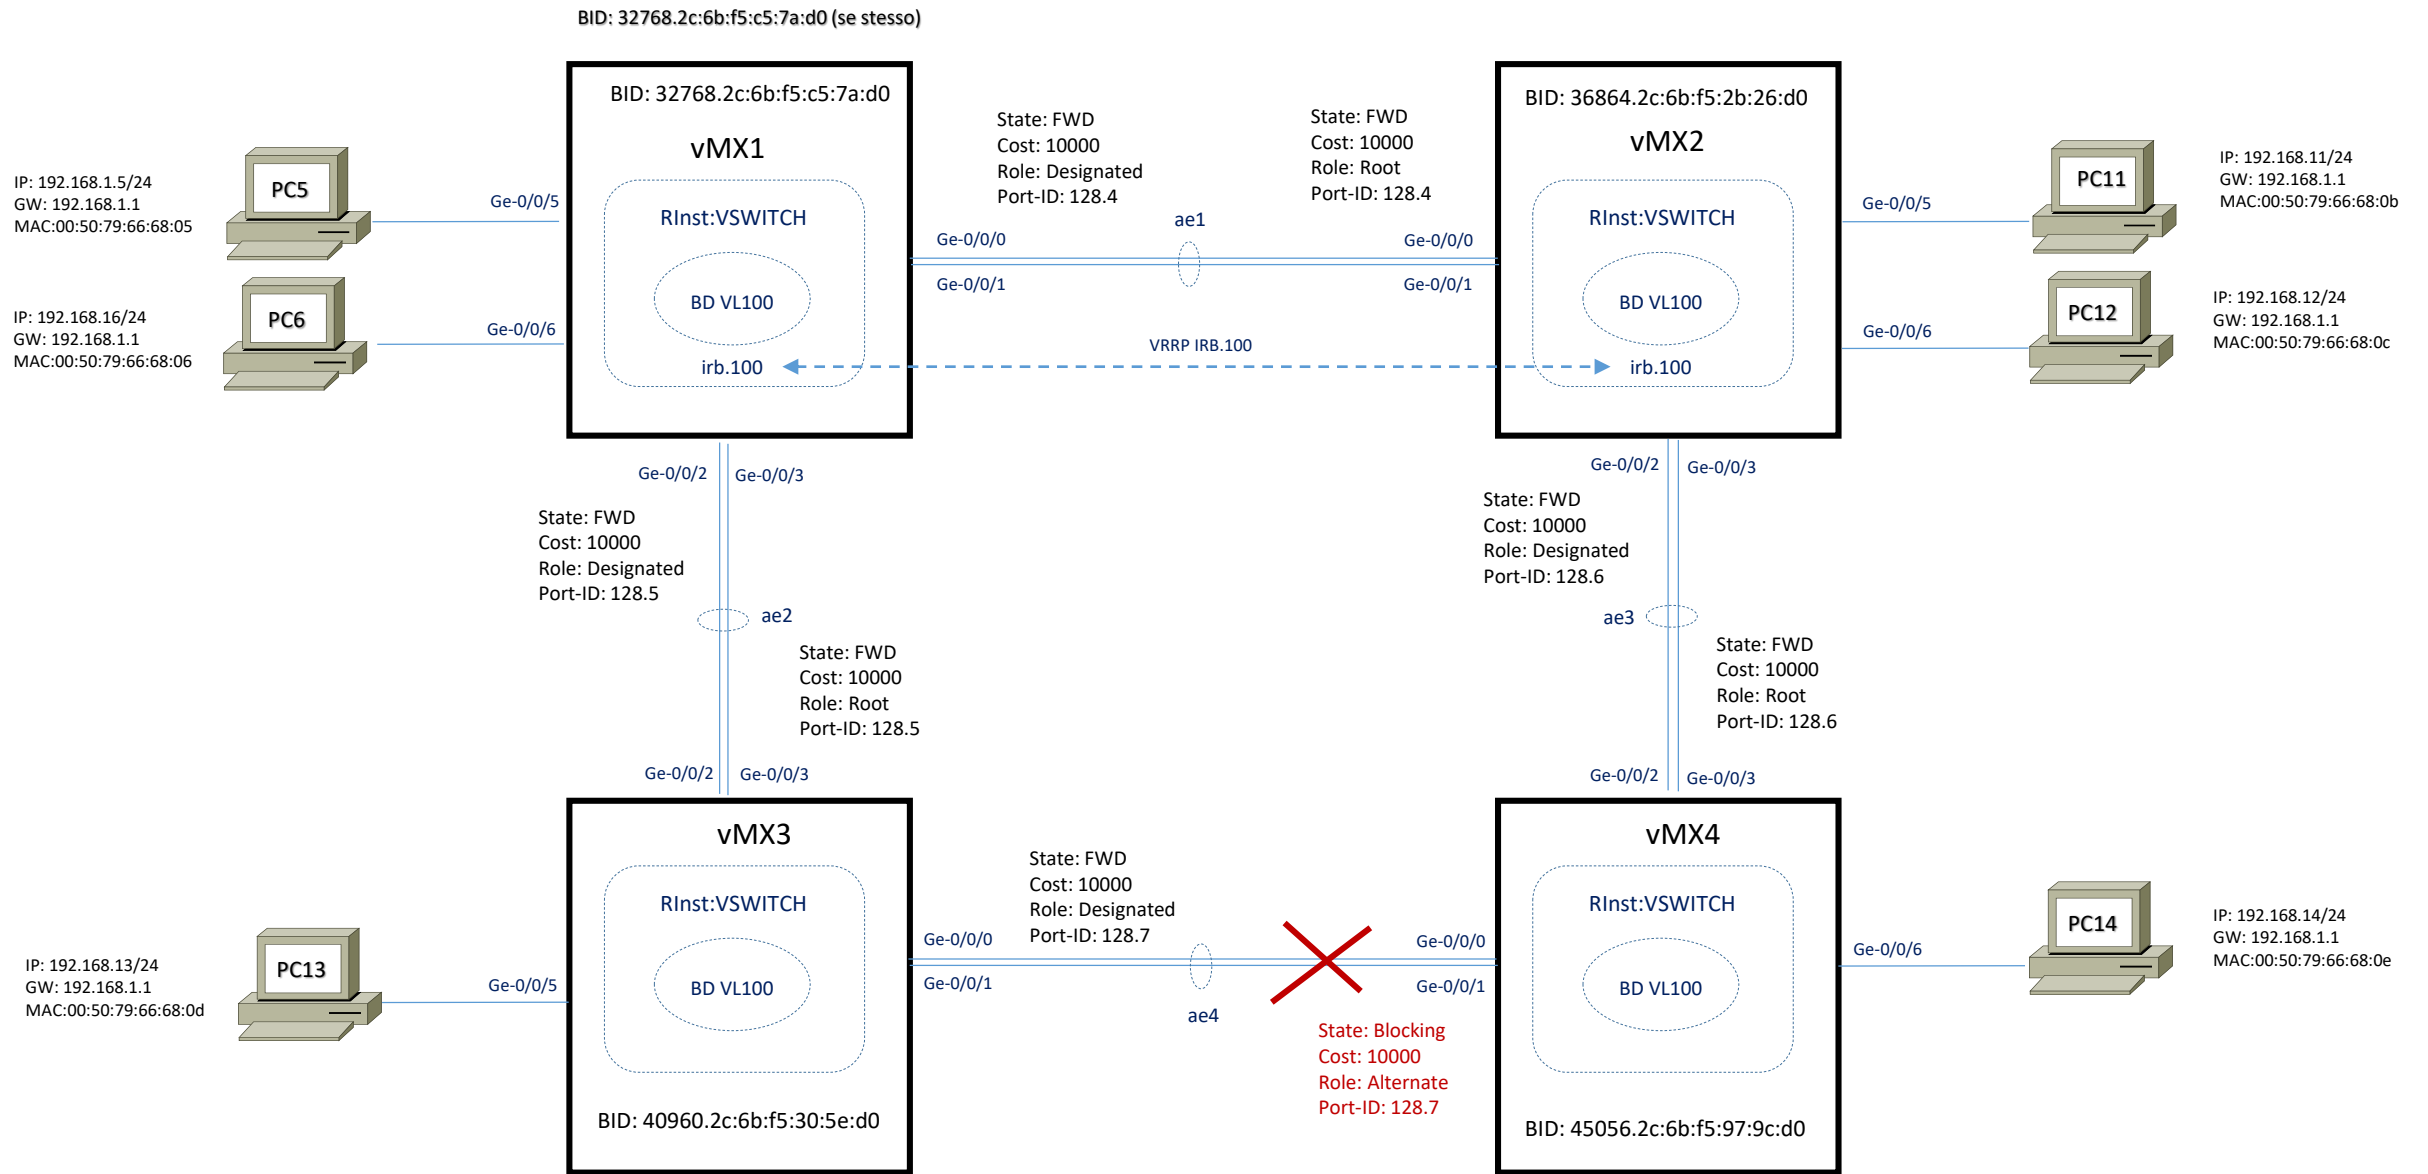 BID: 32768.2c:6b:f5:c5:7a:d0 (se stesso)
BID: 32768.2c:6b:f5:c5:7a:d0
vMX1
RInst:VSWITCH
BD VL100
irb.100
BID: 36864.2c:6b:f5:2b:26:d0
vMX2
RInst:VSWITCH
BD VL100
irb.100
PC5
IP: 192.168.1.5/24
GW: 192.168.1.1
MAC:00:50:79:66:68:05
Ge-0/0/5
PC6
IP: 192.168.16/24
GW: 192.168.1.1
MAC:00:50:79:66:68:06
Ge-0/0/6
State: FWD
Cost: 10000
Role: Designated
Port-ID: 128.4
State: FWD
Cost: 10000
Role: Root
Port-ID: 128.4
ae1
Ge-0/0/0
Ge-0/0/1
Ge-0/0/0
Ge-0/0/1
VRRP IRB.100
Ge-0/0/5
PC11
IP: 192.168.11/24
GW: 192.168.1.1
MAC:00:50:79:66:68:0b
Ge-0/0/6
PC12
IP: 192.168.12/24
GW: 192.168.1.1
MAC:00:50:79:66:68:0c
Ge-0/0/2
Ge-0/0/3
State: FWD
Cost: 10000
Role: Designated
Port-ID: 128.5
ae2
State: FWD
Cost: 10000
Role: Root
Port-ID: 128.5
Ge-0/0/2
Ge-0/0/3
Ge-0/0/2
Ge-0/0/3
State: FWD
Cost: 10000
Role: Designated
Port-ID: 128.6
ae3
State: FWD
Cost: 10000
Role: Root
Port-ID: 128.6
Ge-0/0/2
Ge-0/0/3
vMX3
RInst:VSWITCH
BD VL100
BID: 40960.2c:6b:f5:30:5e:d0
PC13
IP: 192.168.13/24
GW: 192.168.1.1
MAC:00:50:79:66:68:0d
Ge-0/0/5
State: FWD
Cost: 10000
Role: Designated
Port-ID: 128.7
Ge-0/0/0
Ge-0/0/1
ae4
Ge-0/0/0
Ge-0/0/1
State: Blocking
Cost: 10000
Role: Alternate
Port-ID: 128.7
vMX4
RInst:VSWITCH
BD VL100
BID: 45056.2c:6b:f5:97:9c:d0
Ge-0/0/6
PC14
IP: 192.168.14/24
GW: 192.168.1.1
MAC:00:50:79:66:68:0e